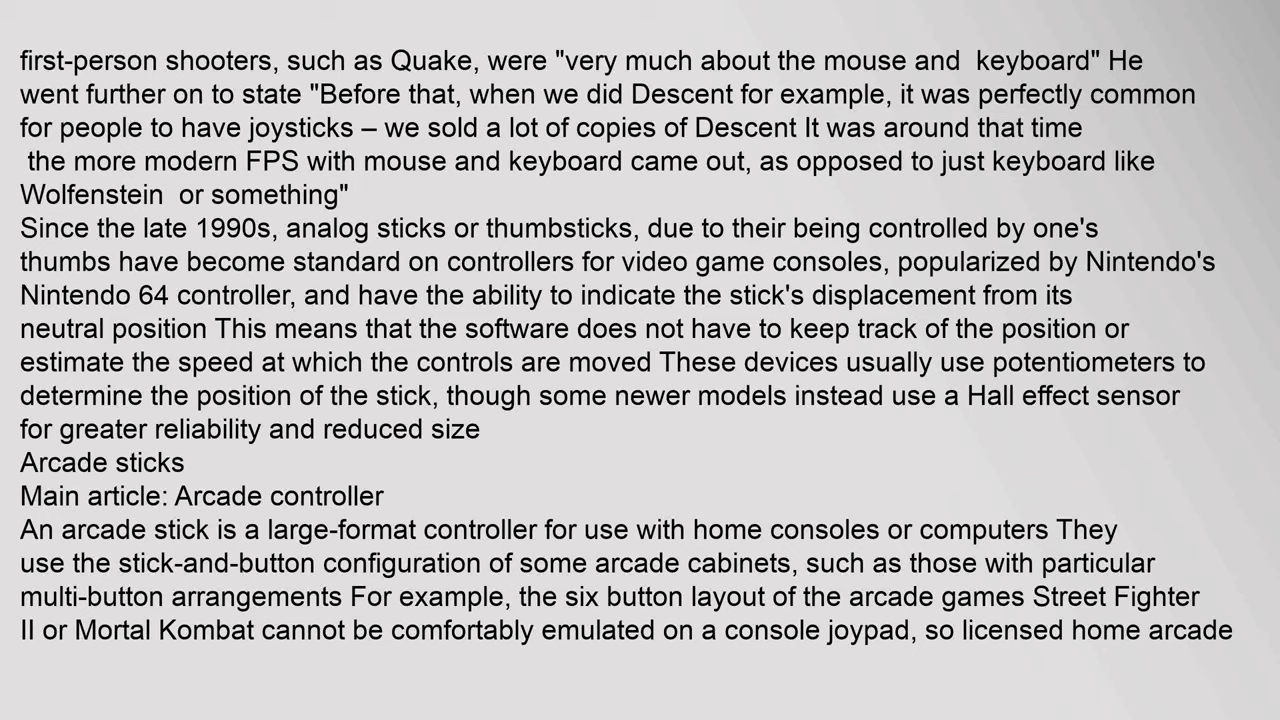 first-person shooters, such as Quake, were "very much about the mouse and  keyboard" He
went further on to state "Before that, when we did Descent for example, it was perfectly common
for people to have joysticks – we sold a lot of copies of Descent It was around that time
 the more modern FPS with mouse and keyboard came out, as opposed to just keyboard like
Wolfenstein  or something"
Since the late 1990s, analog sticks or thumbsticks, due to their being controlled by one's
thumbs have become standard on controllers for video game consoles, popularized by Nintendo's
Nintendo 64 controller, and have the ability to indicate the stick's displacement from its
neutral position This means that the software does not have to keep track of the position or
estimate the speed at which the controls are moved These devices usually use potentiometers to
determine the position of the stick, though some newer models instead use a Hall effect sensor
for greater reliability and reduced size
Arcade sticks
Main article: Arcade controller
An arcade stick is a large-format controller for use with home consoles or computers They
use the stick-and-button configuration of some arcade cabinets, such as those with particular
multi-button arrangements For example, the six button layout of the arcade games Street Fighter
II or Mortal Kombat cannot be comfortably emulated on a console joypad, so licensed home arcade